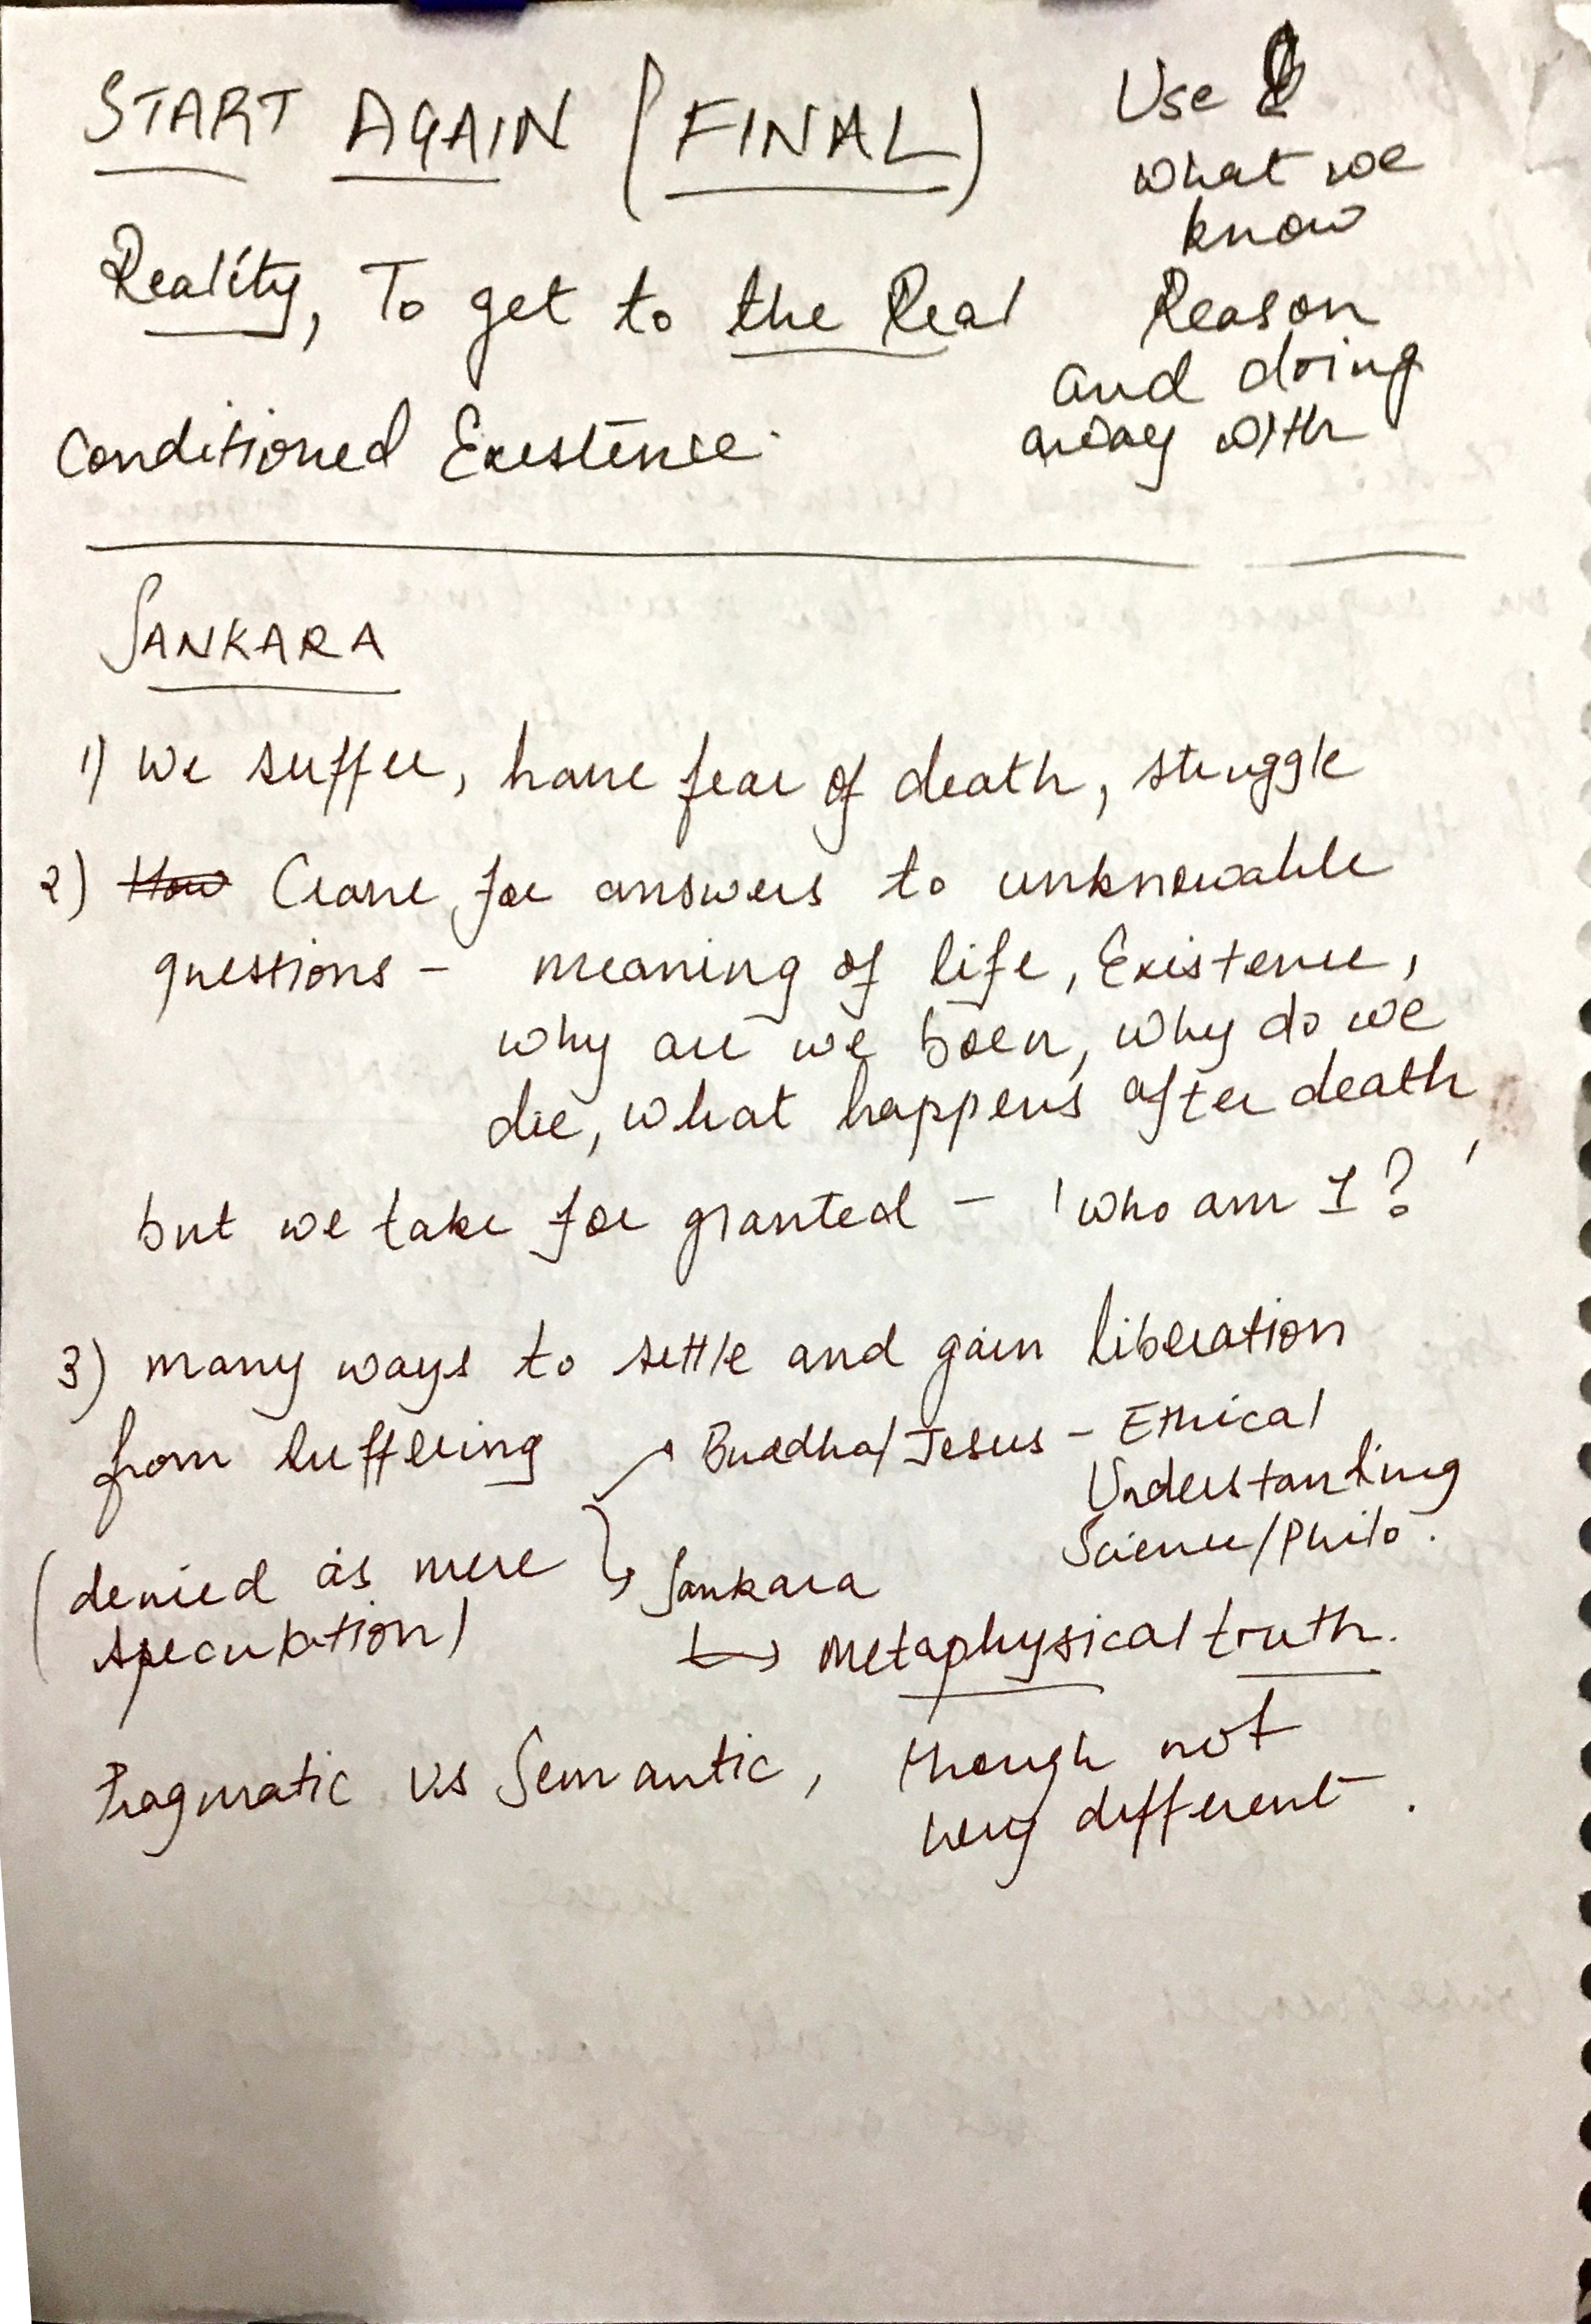 START AGAIN (FINAL)
Reality, To get to the Real
Conditioned Existence.
Use
what we
know
Reason
and doing
away with
SANKARA
1) We suffer, have fear of death, struggle
2) How Crave for answers to unknowable
questions - meaning of life, Existence,
why are we born, why do we
die, what happens after death,
but we take for granted - 'who am I?'
3) many ways to settle and gain liberation
from suffering
→ Buddha/Jesus - Ethical
Understanding
Science/Philo.
(denied as mere
speculation)
→ Sankara
↳ Metaphysical truth.
Pragmatic vs Semantic, though not
very different.